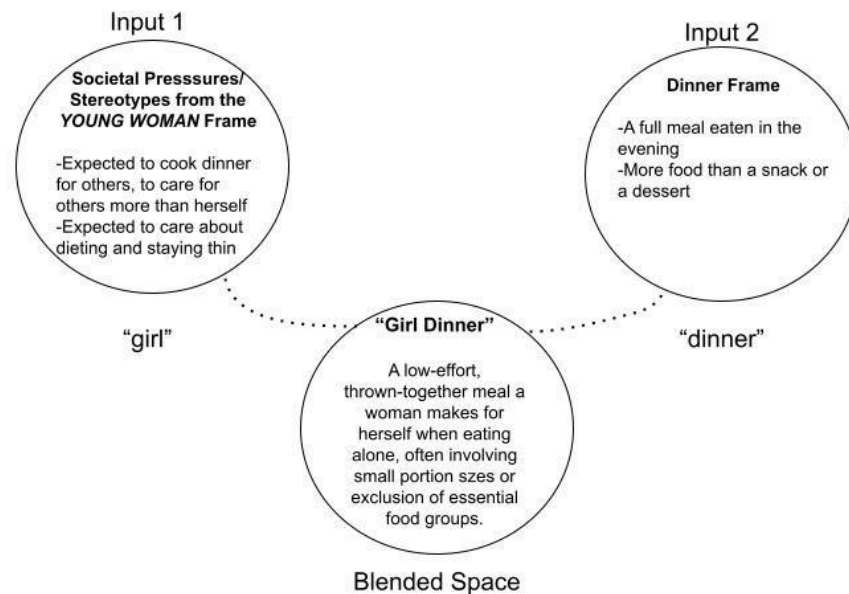 Input 1
Societal Presssures/
Stereotypes from the
YOUNG WOMAN Frame
-Expected to cook dinner
for others, to care for
others more than herself
-Expected to care about
dieting and staying thin
"girl"
Input 2
Dinner Frame
-A full meal eaten in the
evening
-More food than a snack or
a dessert
"dinner"
"Girl Dinner"
A low-effort,
thrown-together meal a
woman makes for
herself when eating
alone, often involving
small portion szes or
exclusion of essential
food groups.
Blended Space